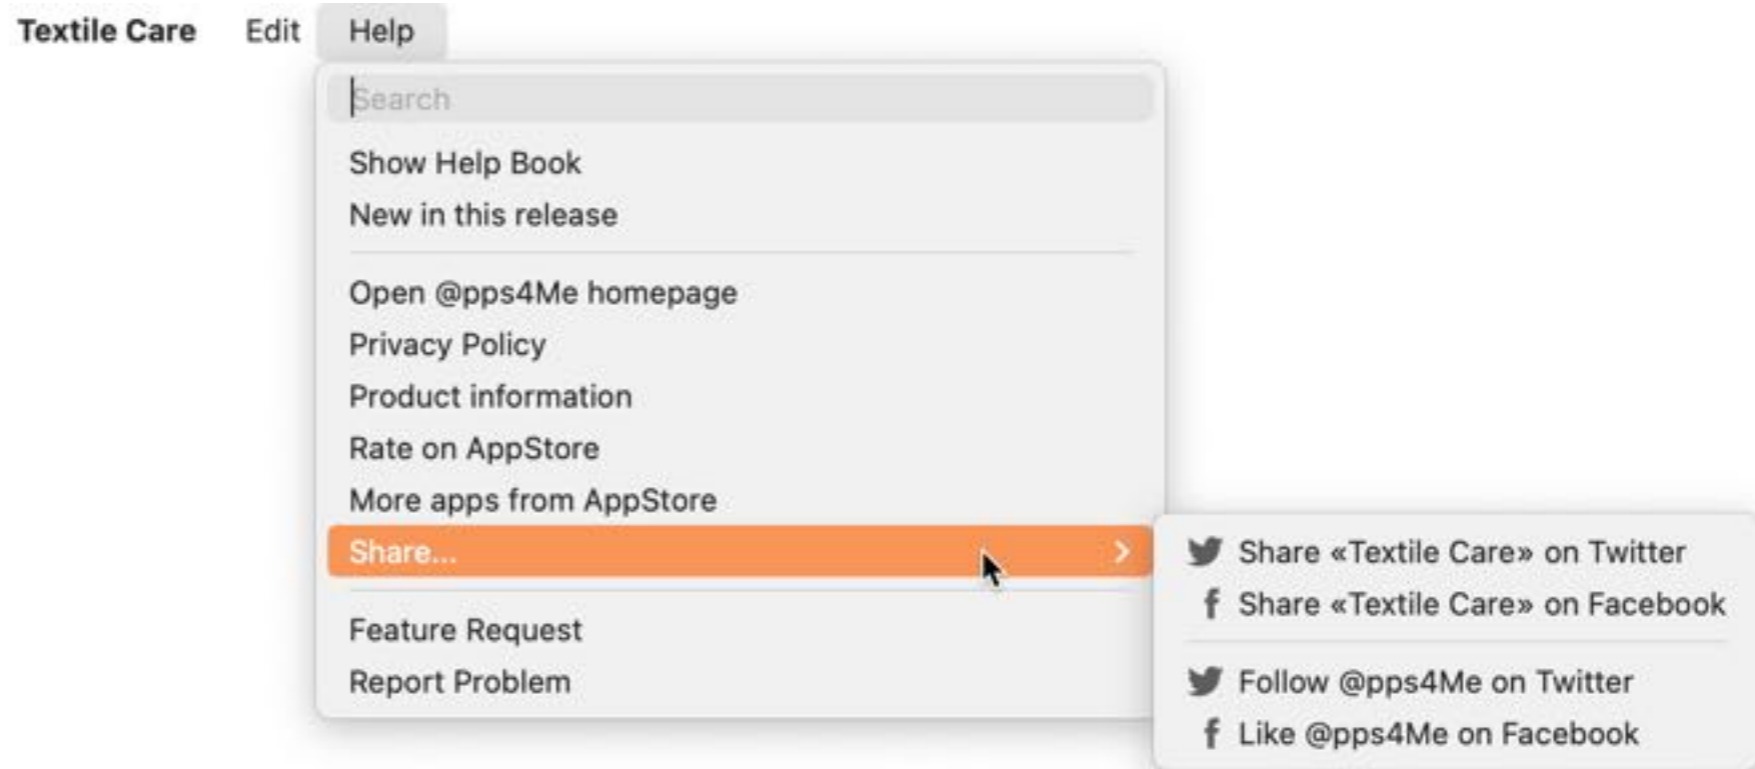 Textile Care Edit Help
Search
Show Help Book
New in this release
Open @pps4Me homepage
Privacy Policy
Product information
Rate on AppStore
More apps from AppStore
Share...
Share «Textile Care» on Twitter
Share «Textile Care» on Facebook
Follow @pps4Me on Twitter
Like @pps4Me on Facebook
Feature Request
Report Problem